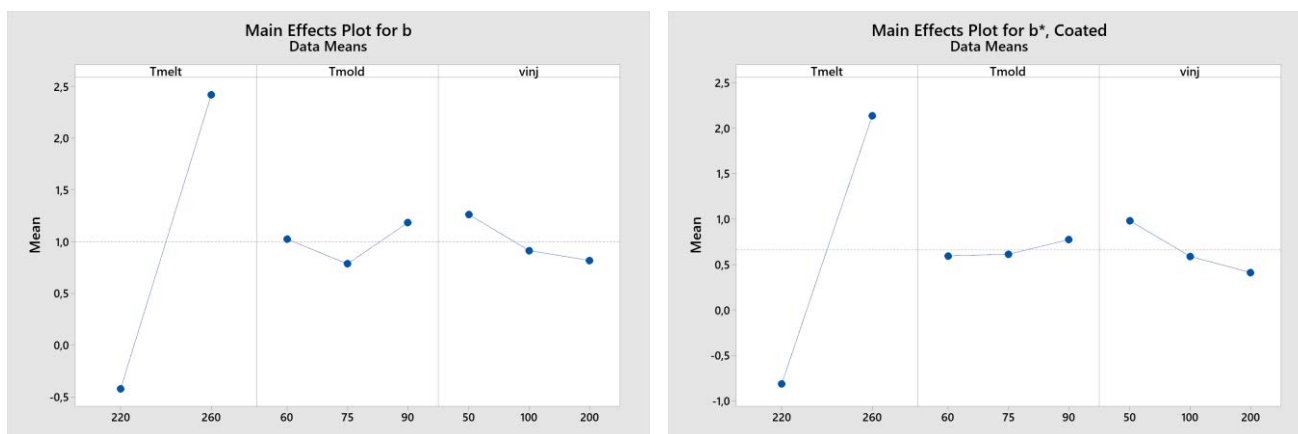 Main Effects Plot for b
Data Means
Tmelt Tmold vinj
2,5
2,0
1,5
1,0
0,5
0,0
-0,5
Mean
220 260 60 75 90 50 100 200
Main Effects Plot for b*, Coated
Data Means
Tmelt Tmold vinj
2,5
2,0
1,5
1,0
0,5
0,0
-0,5
-1,0
Mean
220 260 60 75 90 50 100 200